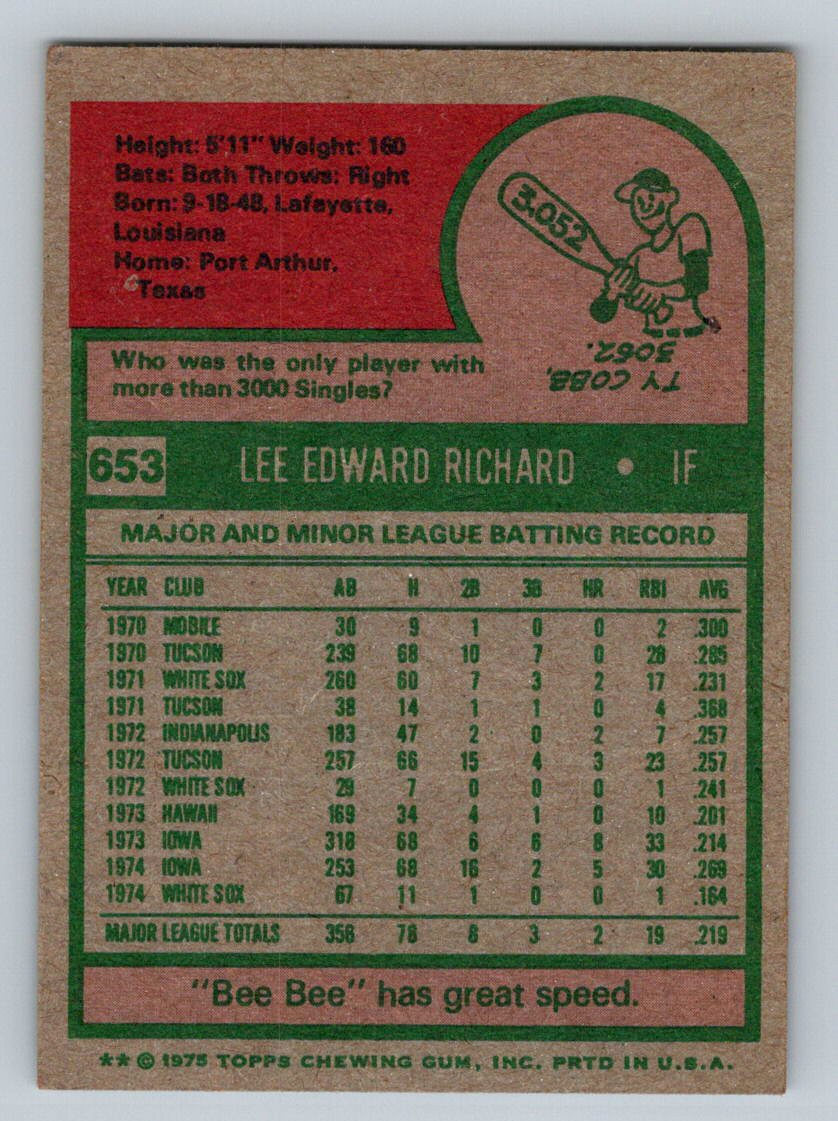 Height: 5'11" Weight: 160
Bats: Both Throws: Right
Born: 9-18-48, Lafayette,
Louisiana
Home: Port Arthur,
Texas
3,052
TY COBB,
3052.
Who was the only player with
more than 3000 Singles?
653 LEE EDWARD RICHARD • IF
MAJOR AND MINOR LEAGUE BATTING RECORD
YEAR CLUB AB H 2B 3B HR RBI AVG
1970 MOBILE 30 9 1 0 0 2 .300
1970 TUCSON 239 68 10 7 0 28 .285
1971 WHITE SOX 260 60 7 3 2 17 .231
1971 TUCSON 38 14 1 1 0 4 .368
1972 INDIANAPOLIS 183 47 2 0 2 7 .257
1972 TUCSON 257 66 15 4 3 23 .257
1972 WHITE SOX 29 7 0 0 0 1 .241
1973 HAWAII 169 34 4 1 0 10 .201
1973 IOWA 318 68 6 6 8 33 .214
1974 IOWA 253 68 16 2 5 30 .269
1974 WHITE SOX 67 11 1 0 0 1 .164
MAJOR LEAGUE TOTALS 356 78 8 3 2 19 .219
"Bee Bee" has great speed.
** © 1975 TOPPS CHEWING GUM, INC. PRTD IN U.S.A.